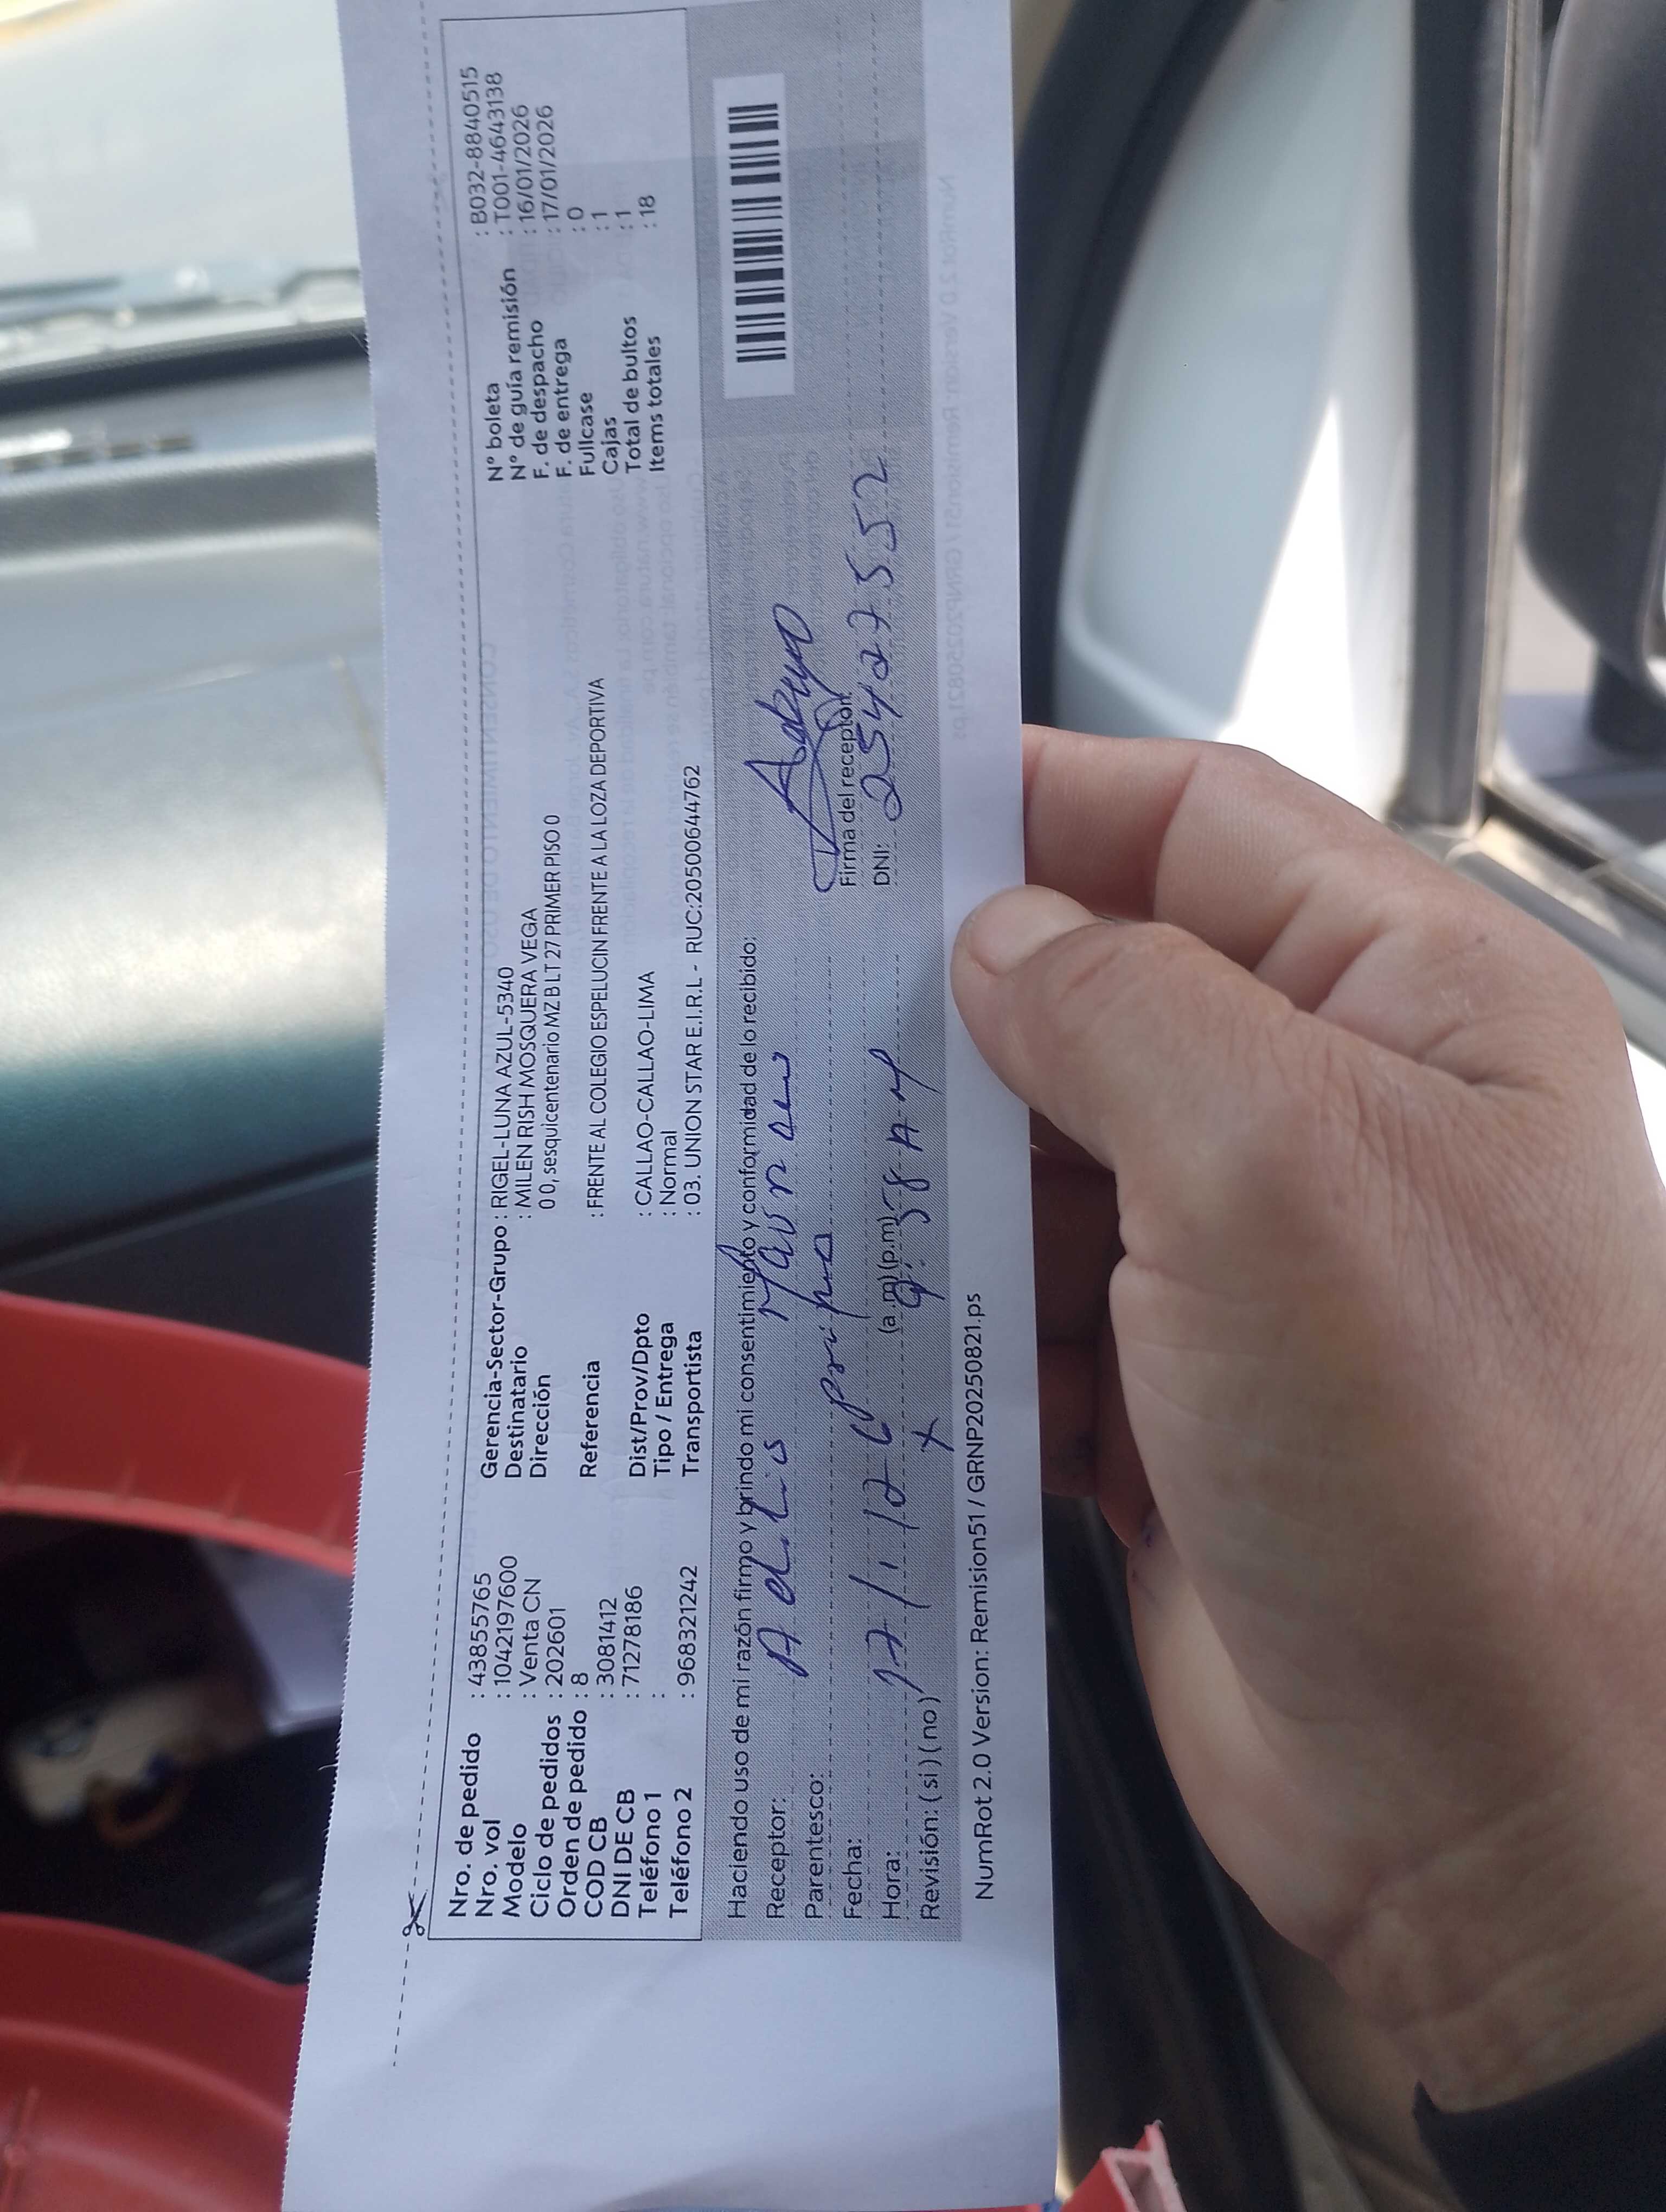 Nro. de pedido : 43855765
Nro. vol : 1042197600
Modelo : Venta CN
Ciclo de pedidos : 202601
Orden de pedido : 8
COD CB : 3081412
DNI DE CB : 71278186
Teléfono 1 :
Teléfono 2 : 968321242
Gerencia-Sector-Grupo : RIGEL-LUNA AZUL-5340
Destinatario : MILEN RISH MOSQUERA VEGA
Dirección 0 0, sesquicentenario MZ B LT 27 PRIMER PISO 0
Referencia : FRENTE AL COLEGIO ESPELUCIN FRENTE A LA LOZA DEPORTIVA
Dist/Prov/Dpto : CALLAO-CALLAO-LIMA
Tipo / Entrega : Normal
Transportista : 03. UNION STAR E.I.R.L - RUC:20500644762
N° boleta : B032-8840515
N° de guía remisión : T001-4643138
F. de despacho : 16/01/2026
F. de entrega : 17/01/2026
Fullcase : 0
Cajas : 1
Total de bultos : 1
Items totales : 18
Haciendo uso de mi razón firmo y brindo mi consentimiento y conformidad de lo recibido:
Receptor:
Parentesco:
Fecha:
Hora: (a.m) (p.m) 9:58 AM
Revisión: ( si ) ( no ) X
Firma del receptor:
DNI: 25427552
NumRot 2.0 Version: Remision51 / GRNP20250821.ps